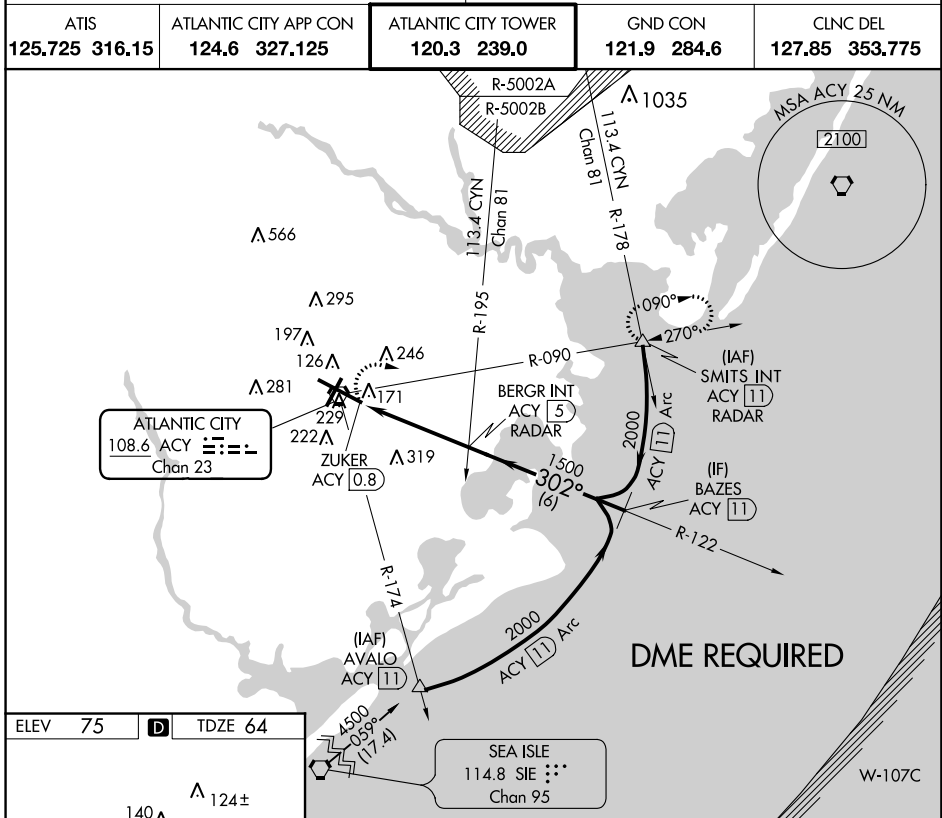 ATIS
125.725 316.15
ATLANTIC CITY APP CON
124.6 327.125
ATLANTIC CITY TOWER
120.3 239.0
GND CON
121.9 284.6
CLNC DEL
127.85 353.775
R-5002A
R-5002B
1035
MSA ACY 25 NM
2100
113.4 CYN
Chan 81
R-195
113.4 CYN
Chan 81
R-178
566
295
197
126
246
281
171
229
222
319
090°
270°
R-090
(IAF)
SMITS INT
ACY 11
RADAR
BERGR INT
ACY 5
RADAR
ATLANTIC CITY
108.6 ACY
Chan 23
ZUKER
ACY 0.8
1500
302°
(6)
2000
ACY 11 Arc
(IF)
BAZES
ACY 11
R-122
R-174
(IAF)
AVALO
ACY 11
2000
ACY 11 Arc
DME REQUIRED
4500
059°
(17.4)
SEA ISLE
114.8 SIE
Chan 95
W-107C
ELEV 75
D
TDZE 64
124±
140